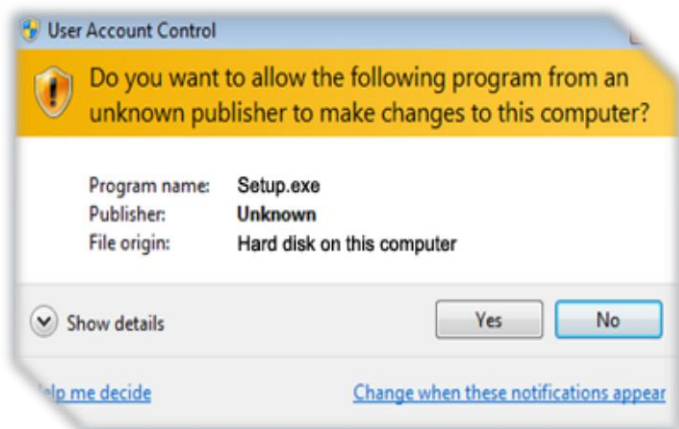 User Account Control
Do you want to allow the following program from an
unknown publisher to make changes to this computer?
Program name: Setup.exe
Publisher: Unknown
File origin: Hard disk on this computer
Show details
Yes
No
me decide
Change when these notifications appear